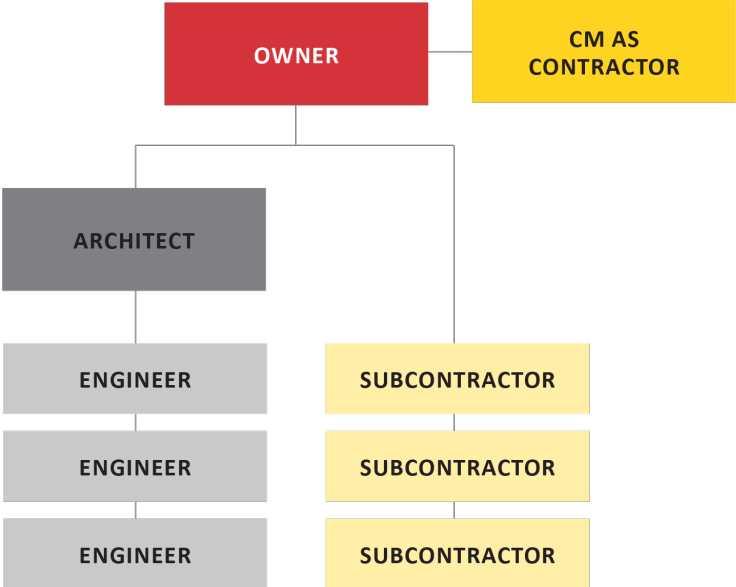 OWNER
CM AS
CONTRACTOR
ARCHITECT
ENGINEER
SUBCONTRACTOR
ENGINEER
SUBCONTRACTOR
ENGINEER
SUBCONTRACTOR